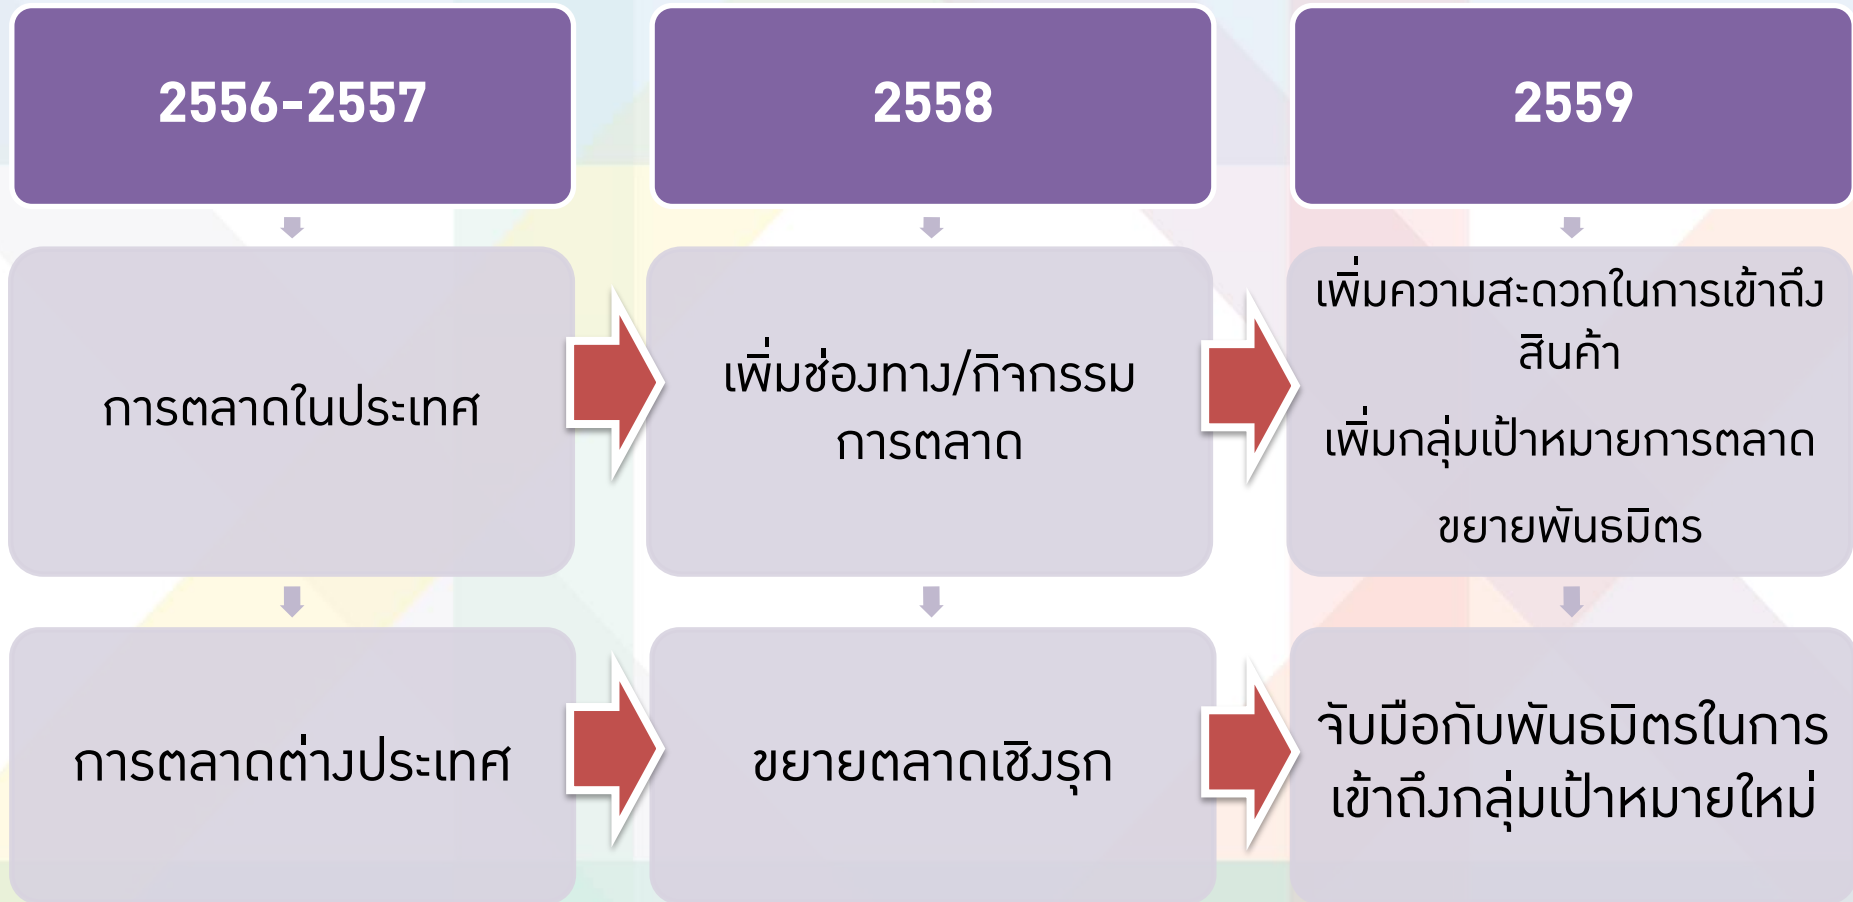 2556-2557
2558
2559
การตลาดในประเทศ
เพิ่มช่องทาง/กิจกรรม
การตลาด
เพิ่มความสะดวกในการเข้าถึง
สินค้า
เพิ่มกลุ่มเป้าหมายการตลาด
ขยายพันธมิตร
การตลาดต่างประเทศ
ขยายตลาดเชิงรุก
จับมือกับพันธมิตรในการ
เข้าถึงกลุ่มเป้าหมายใหม่